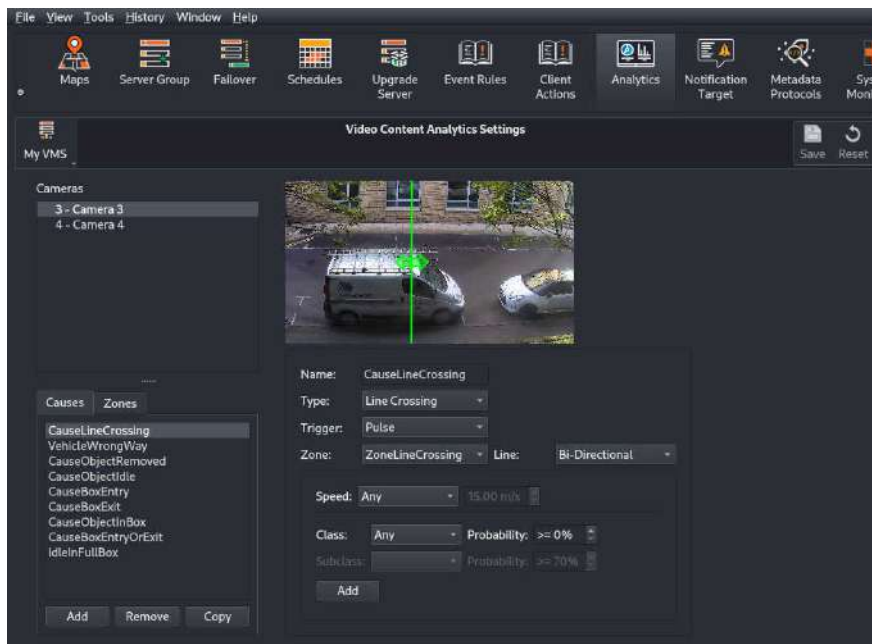 File View Tools History Window Help
Maps Server Group Failover Schedules Upgrade Server Event Rules Client Actions Analytics Notification Target Metadata Protocols Sys Moni
My VMS
Video Content Analytics Settings
Save Reset
Cameras
3 - Camera 3
4 - Camera 4
Causes Zones
CauseLineCrossing
VehicleWrongWay
CauseObjectRemoved
CauseObjectIdle
CauseBoxEntry
CauseBoxExit
CauseObjectInBox
CauseBoxEntryOrExit
IdleInFullBox
Add Remove Copy
Name: CauseLineCrossing
Type: Line Crossing
Trigger: Pulse
Zone: ZoneLineCrossing Line: Bi-Directional
Speed: Any 15.00 m/s
Class: Any Probability: >= 0%
Subclass: Probability: >= 70%
Add